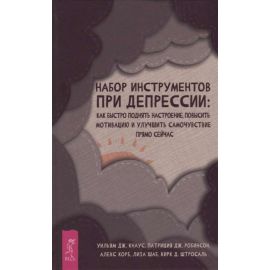 НАБОР ИНСТРУМЕНТОВ
ПРИ ДЕПРЕССИИ:
КАК БЫСТРО ПОДНЯТЬ НАСТРОЕНИЕ, ПОВЫСИТЬ
МОТИВАЦИЮ И УЛУЧШИТЬ САМОЧУВСТВИЕ
ПРЯМО СЕЙЧАС
УИЛЬЯМ ДЖ. КНАУС, ПАТРИЦИЯ ДЖ. РОБИНСОН,
АЛЕКС КОРБ, ЛИЗА ШАБ, КИРК Д. ШТРОСАЛЬ
ВЕСЬ